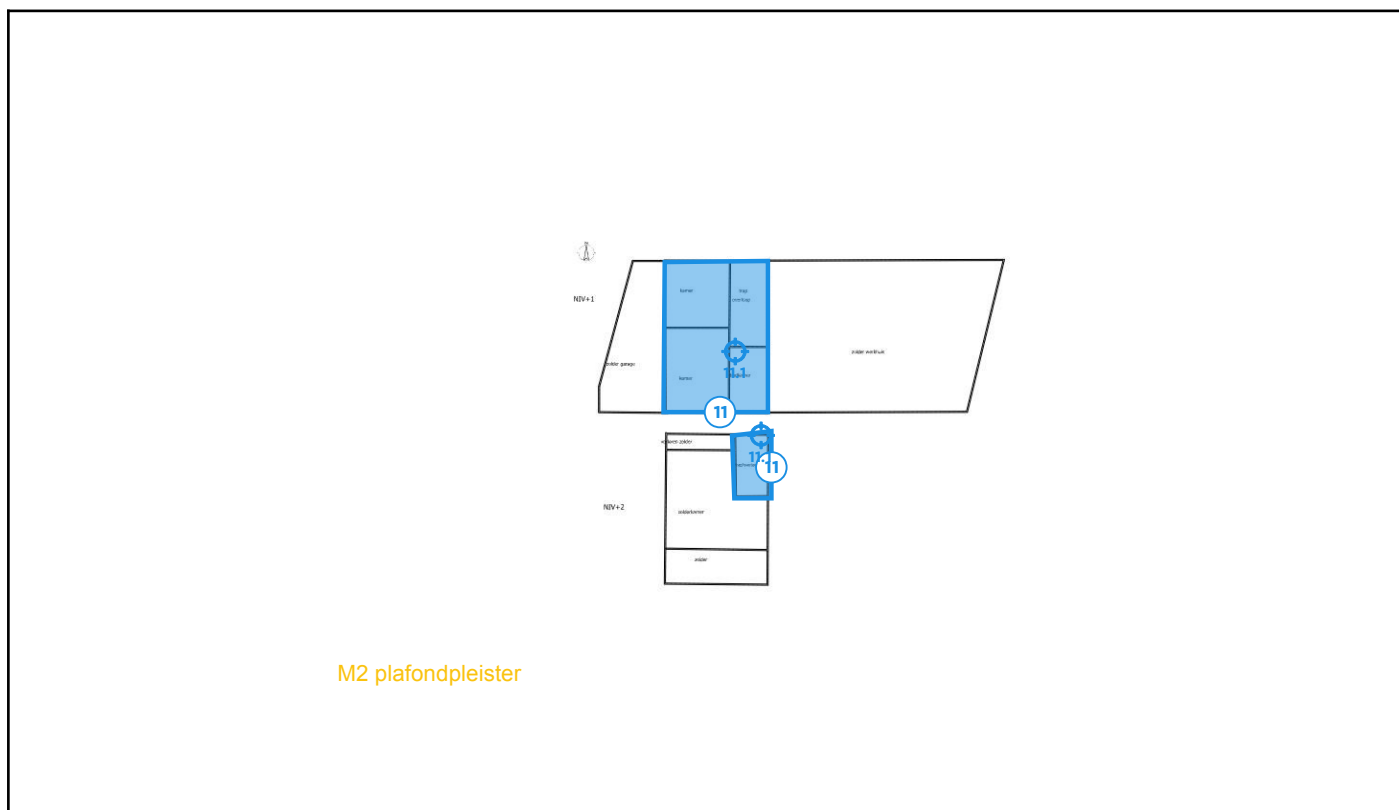 NIV+1
kamer
trap
overloop
zolder werkhuis
zolder garage
11.1
kamer
11
zolder
11
NIV+2
zolderkamer
zolder
M2 plafondpleister